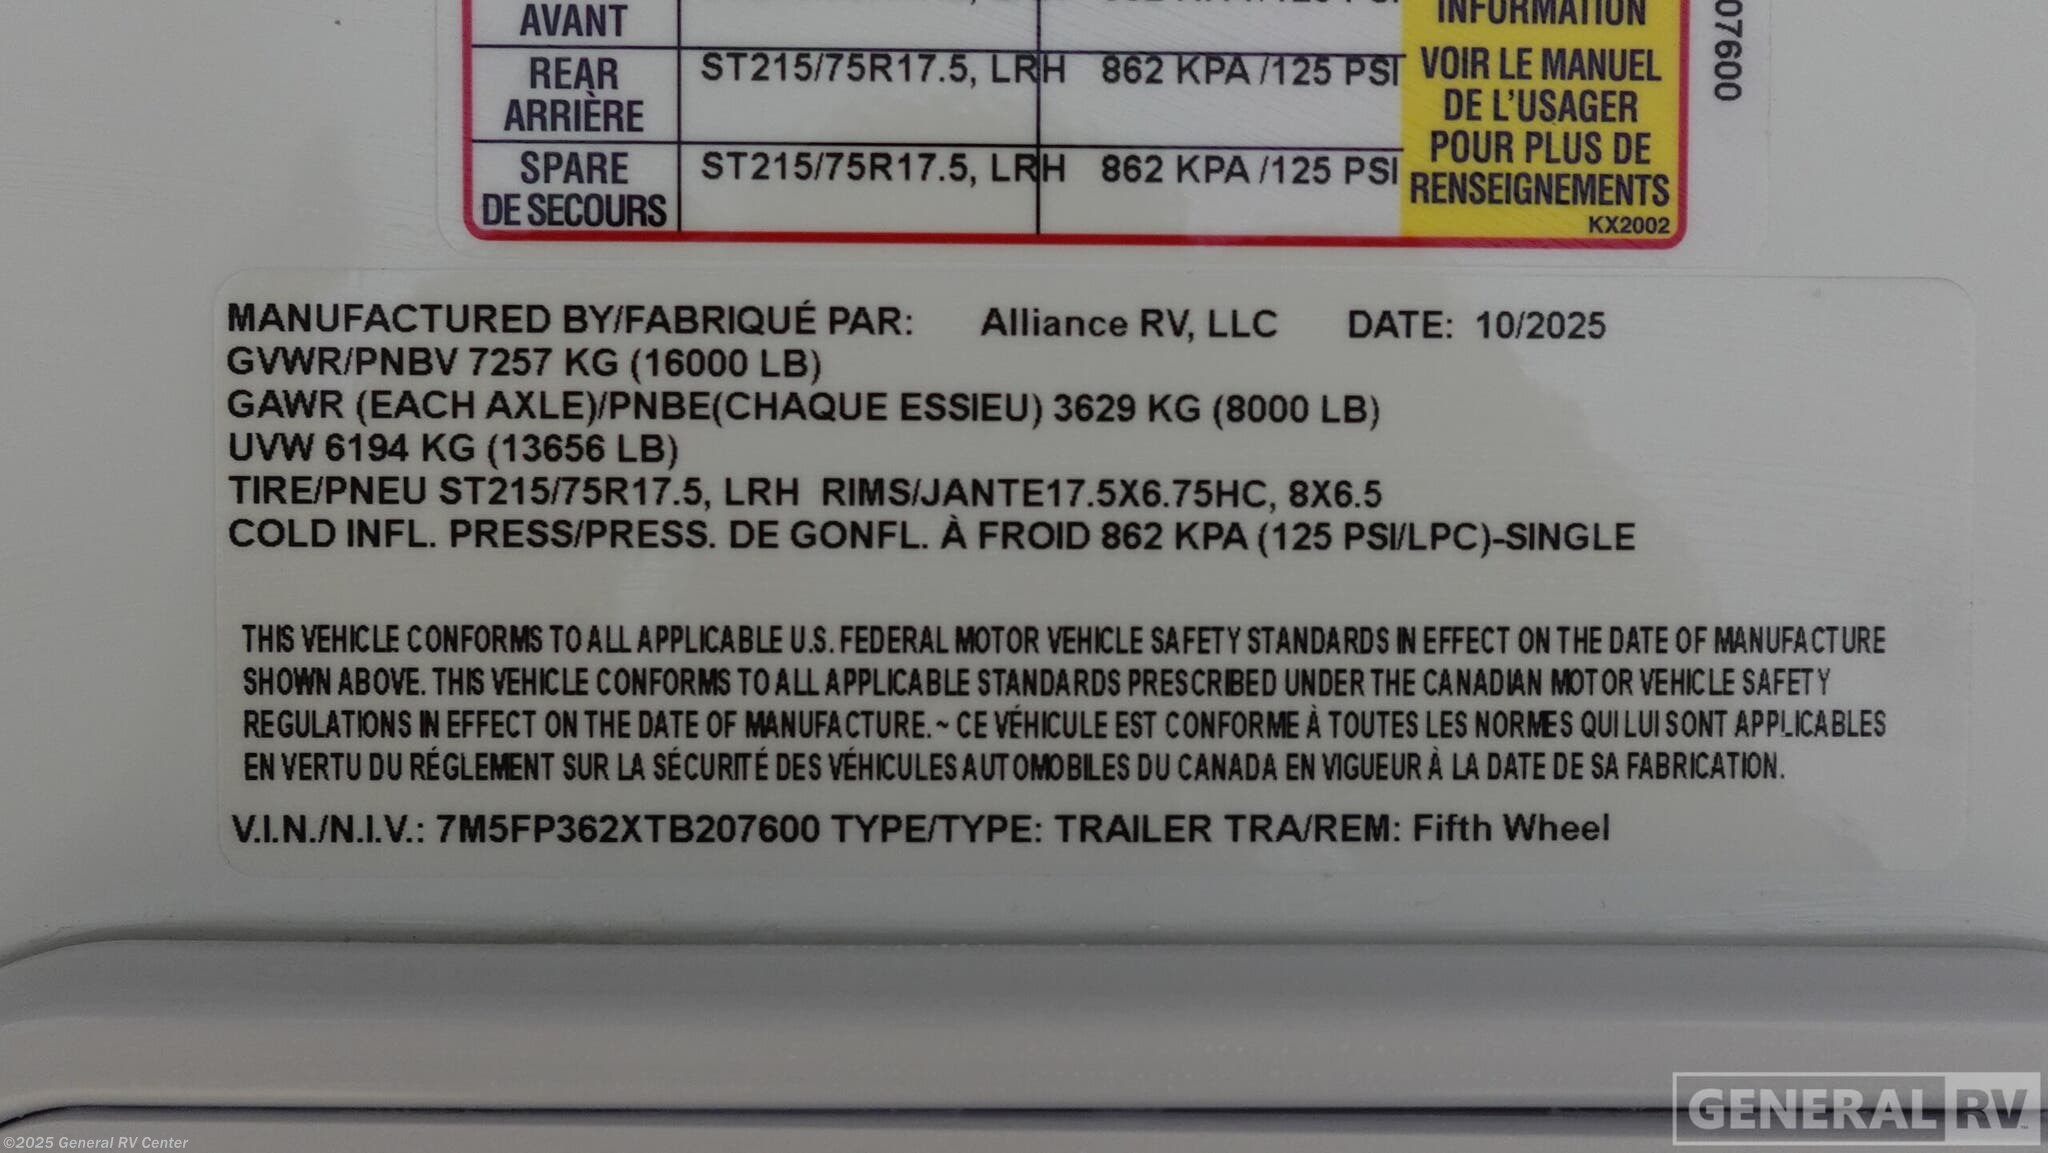 AVANT
INFORMATION
REAR
ARRIÈRE
ST215/75R17.5, LRH
862 KPA /125 PSI
VOIR LE MANUEL
DE L'USAGER
POUR PLUS DE
RENSEIGNEMENTS
KX2002
SPARE
DE SECOURS
ST215/75R17.5, LRH
862 KPA /125 PSI
07600
MANUFACTURED BY/FABRIQUÉ PAR: Alliance RV, LLC DATE: 10/2025
GVWR/PNBV 7257 KG (16000 LB)
GAWR (EACH AXLE)/PNBE(CHAQUE ESSIEU) 3629 KG (8000 LB)
UVW 6194 KG (13656 LB)
TIRE/PNEU ST215/75R17.5, LRH RIMS/JANTE17.5X6.75HC, 8X6.5
COLD INFL. PRESS/PRESS. DE GONFL. À FROID 862 KPA (125 PSI/LPC)-SINGLE
THIS VEHICLE CONFORMS TO ALL APPLICABLE U.S. FEDERAL MOTOR VEHICLE SAFETY STANDARDS IN EFFECT ON THE DATE OF MANUFACTURE
SHOWN ABOVE. THIS VEHICLE CONFORMS TO ALL APPLICABLE STANDARDS PRESCRIBED UNDER THE CANADIAN MOTOR VEHICLE SAFETY
REGULATIONS IN EFFECT ON THE DATE OF MANUFACTURE. ~ CE VÉHICULE EST CONFORME À TOUTES LES NORMES QUI LUI SONT APPLICABLES
EN VERTU DU RÉGLEMENT SUR LA SÉCURITÉ DES VÉHICULES AUTOMOBILES DU CANADA EN VIGUEUR À LA DATE DE SA FABRICATION.
V.I.N./N.I.V.: 7M5FP362XTB207600 TYPE/TYPE: TRAILER TRA/REM: Fifth Wheel
GENERAL RV
©2025 General RV Center